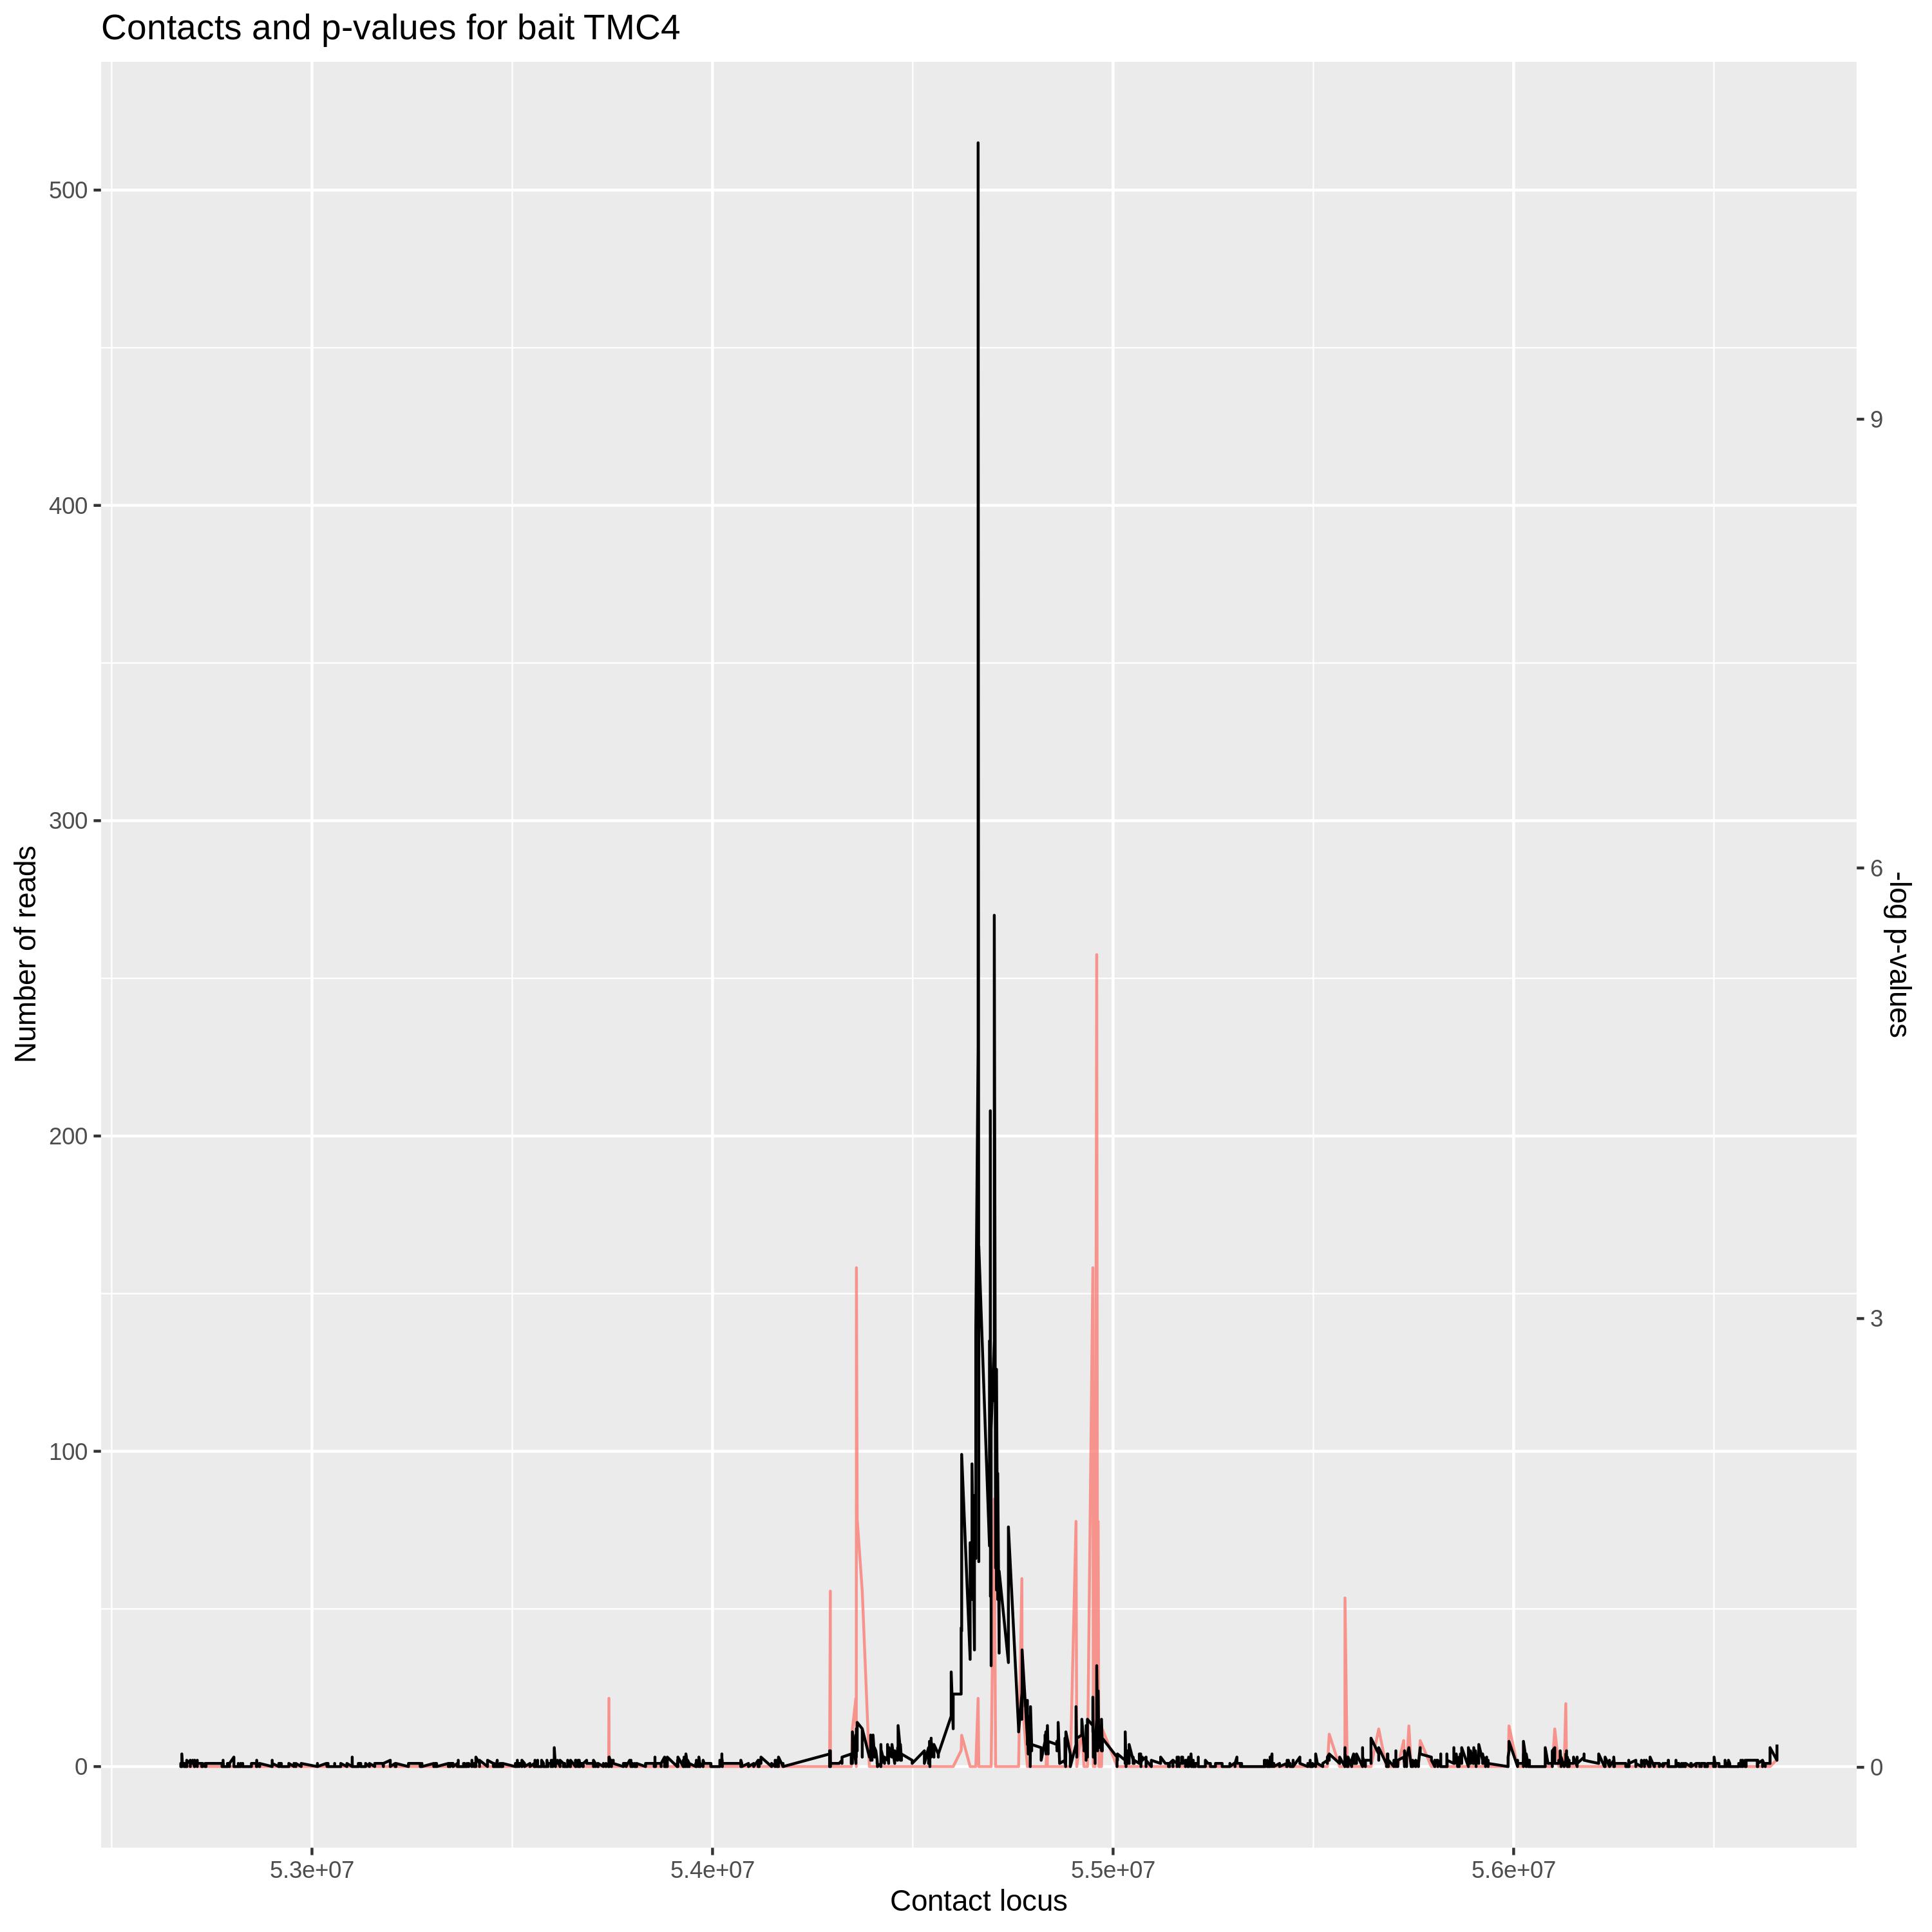 Contacts and p-values for bait TMC4
500
400
300
200
100
0
Number of reads
9
6
3
0
-log p-values
5.3e+07
5.4e+07
5.5e+07
5.6e+07
Contact locus